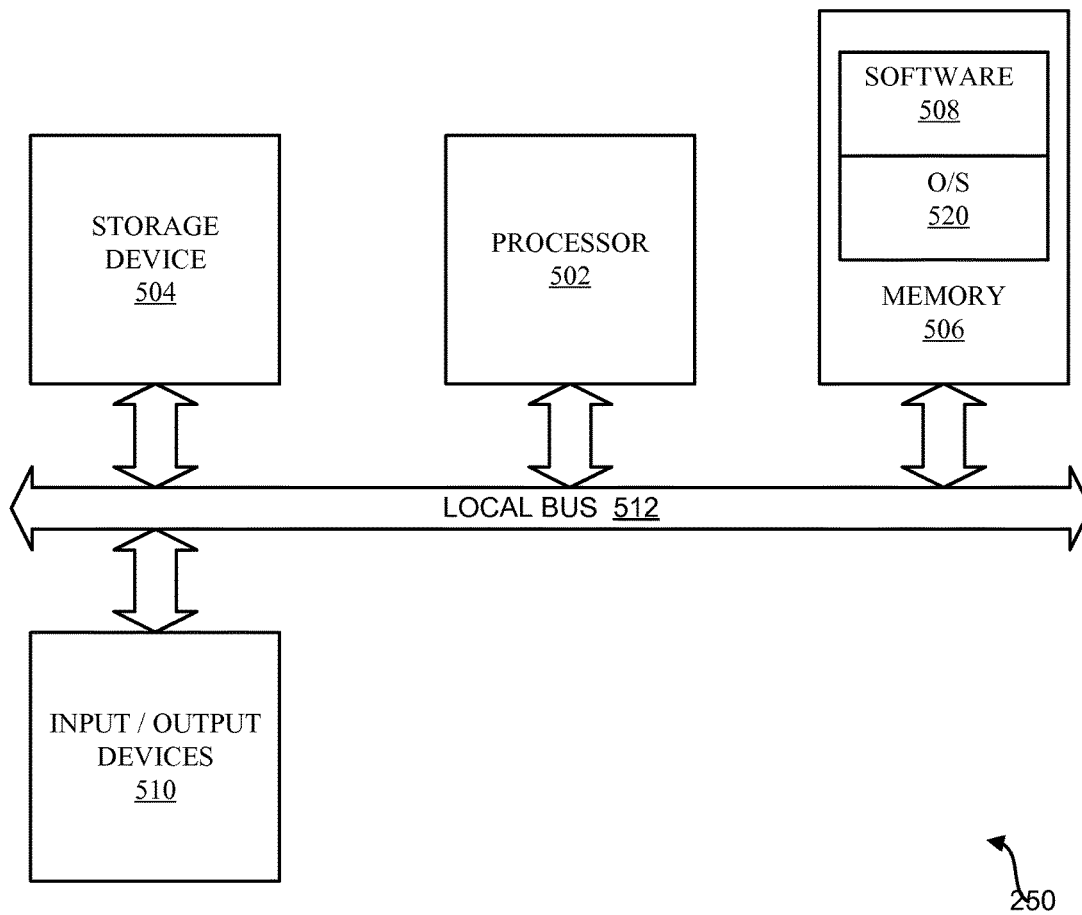 SOFTWARE
508
O/S
520
MEMORY
506
STORAGE
DEVICE
504
PROCESSOR
502
LOCAL BUS 512
INPUT / OUTPUT
DEVICES
510
250